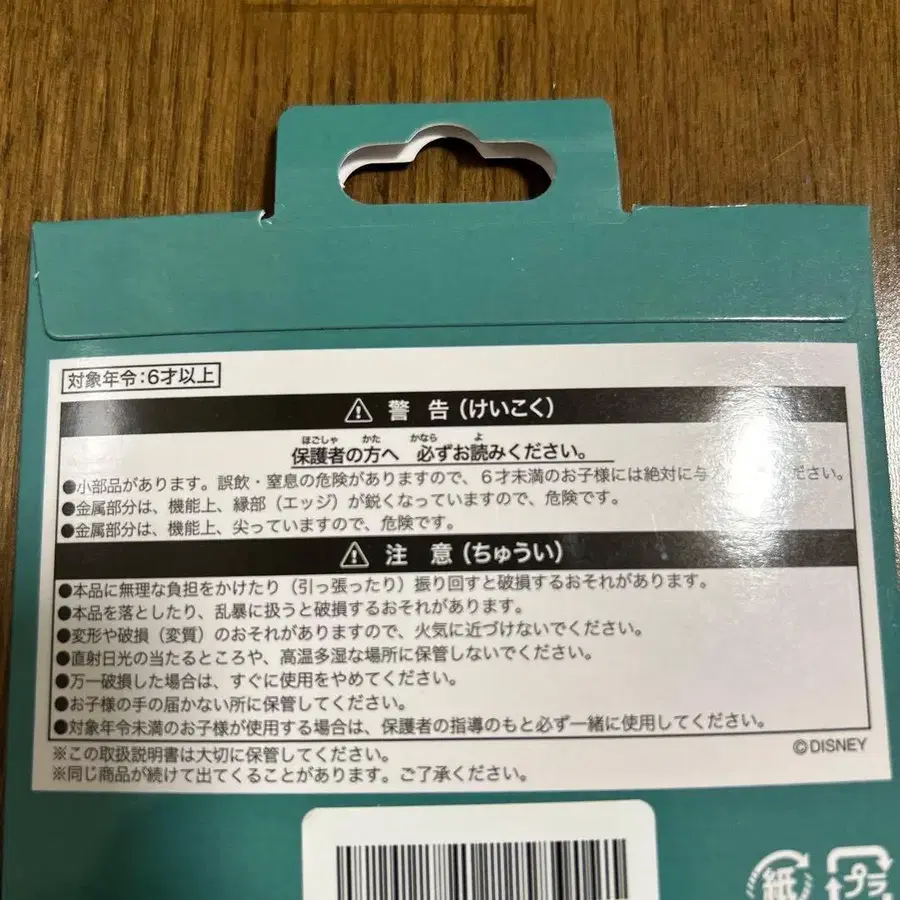 対象年令：6才以上
⚠ 警告（けいこく）
ほごしゃ かた かなら よ
保護者の方へ 必ずお読みください。
●小部品があります。誤飲・窒息の危険がありますので、６才未満のお子様には絶対に与 ください。
●金属部分は、機能上、縁部（エッジ）が鋭くなっていますので、危険です。
●金属部分は、機能上、尖っていますので、危険です。
⚠ 注意（ちゅうい）
●本品に無理な負担をかけたり（引っ張ったり）振り回すと破損するおそれがあります。
●本品を落としたり、乱暴に扱うと破損するおそれがあります。
●変形や破損（変質）のおそれがありますので、火気に近づけないでください。
●直射日光の当たるところや、高温多湿な場所に保管しないでください。
●万一破損した場合は、すぐに使用をやめてください。
●お子様の手の届かない所に保管してください。
●対象年令未満のお子様が使用する場合は、保護者の指導のもと必ず一緒に使用してください。
※この取扱説明書は大切に保管してください。
※同じ商品が続けて出てくることがあります。ご了承ください。
©DISNEY
紙
プラ